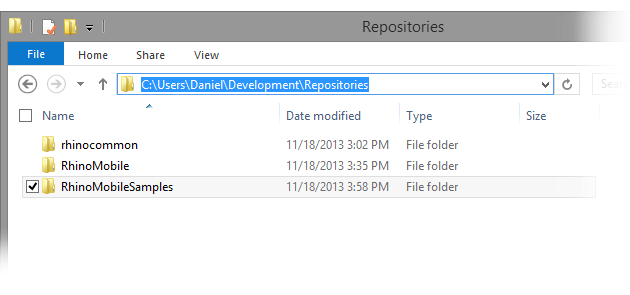 Repositories
File Home Share View
C:\Users\Daniel\Development\Repositories Sear
Name Date modified Type Size
rhinocommon 11/18/2013 3:02 PM File folder
RhinoMobile 11/18/2013 3:35 PM File folder
RhinoMobileSamples 11/18/2013 3:58 PM File folder